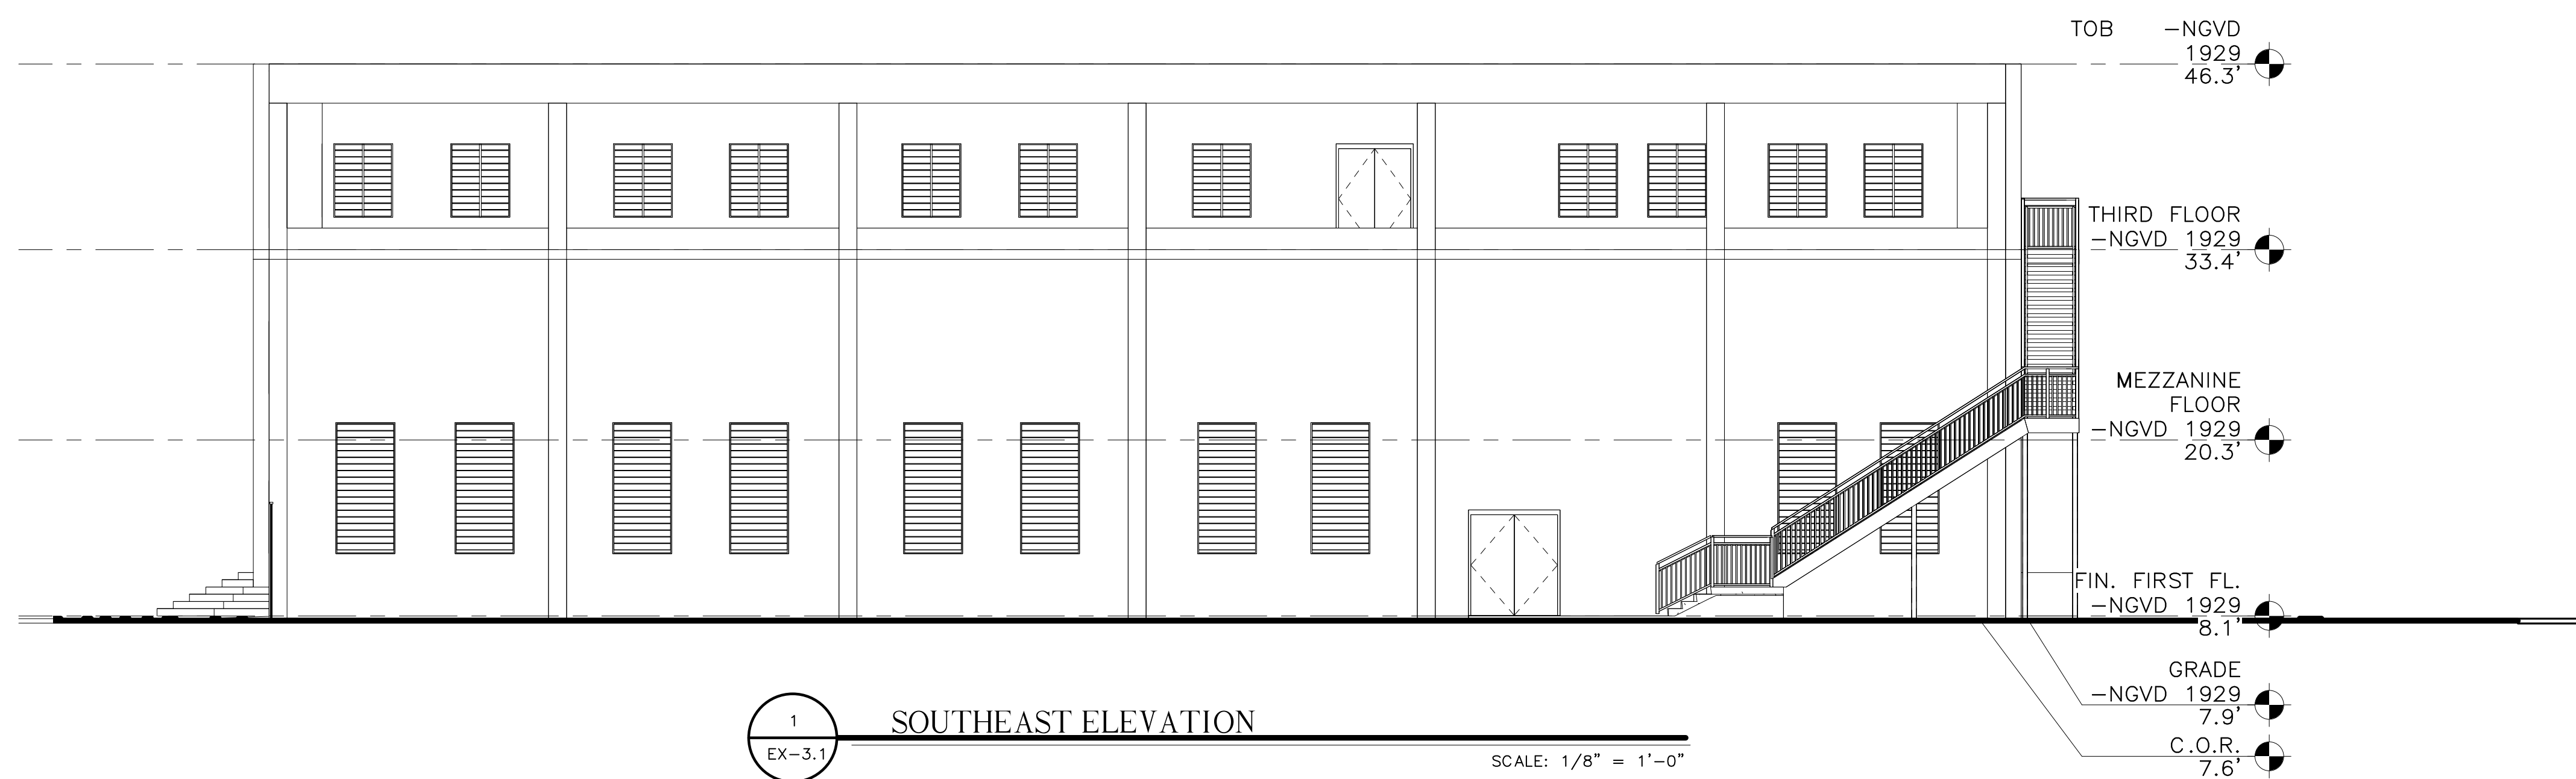 TOB -NGVD
1929
46.3'
THIRD FLOOR
-NGVD 1929
33.4'
MEZZANINE
FLOOR
-NGVD 1929
20.3'
FIN. FIRST FL.
-NGVD 1929
8.1'
GRADE
-NGVD 1929
7.9'
C.O.R.
7.6'
1
EX-3.1
SOUTHEAST ELEVATION
SCALE: 1/8" = 1'-0"